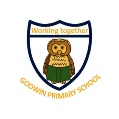 Working together
GODWIN PRIMARY SCHOOL